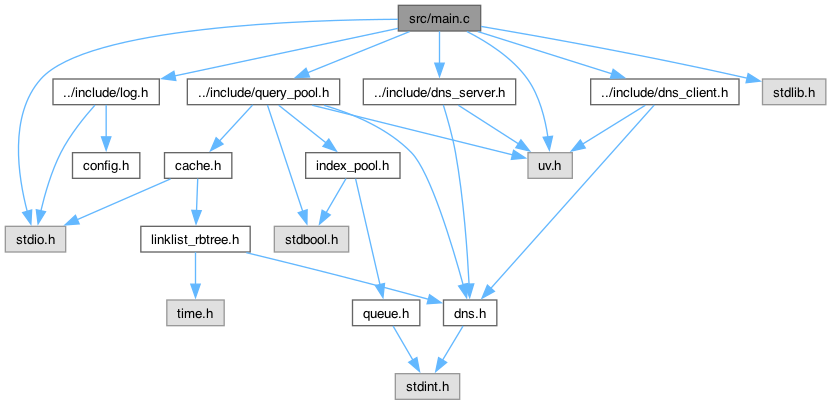 src/main.c
../include/log.h
../include/query_pool.h
../include/dns_server.h
../include/dns_client.h
stdlib.h
config.h
cache.h
index_pool.h
uv.h
stdio.h
linklist_rbtree.h
stdbool.h
time.h
queue.h
dns.h
stdint.h